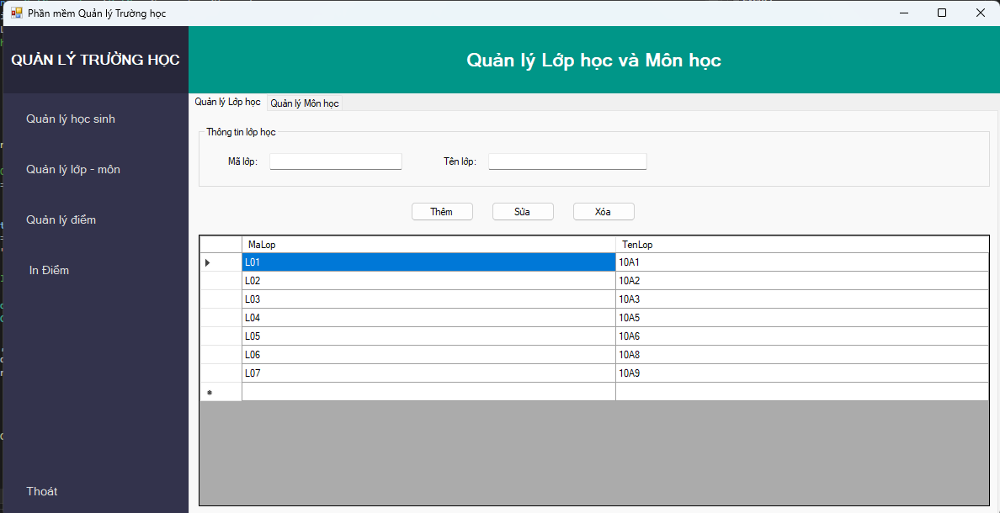 Phần mềm Quản lý Trường học
QUẢN LÝ TRƯỜNG HỌC
Quản lý học sinh
Quản lý lớp - môn
Quản lý điểm
In Điểm
Thoát
Quản lý Lớp học và Môn học
Quản lý Lớp học Quản lý Môn học
Thông tin lớp học
Mã lớp: Tên lớp:
Thêm Sửa Xóa
MaLop TenLop
L01 10A1
L02 10A2
L03 10A3
L04 10A5
L05 10A6
L06 10A8
L07 10A9